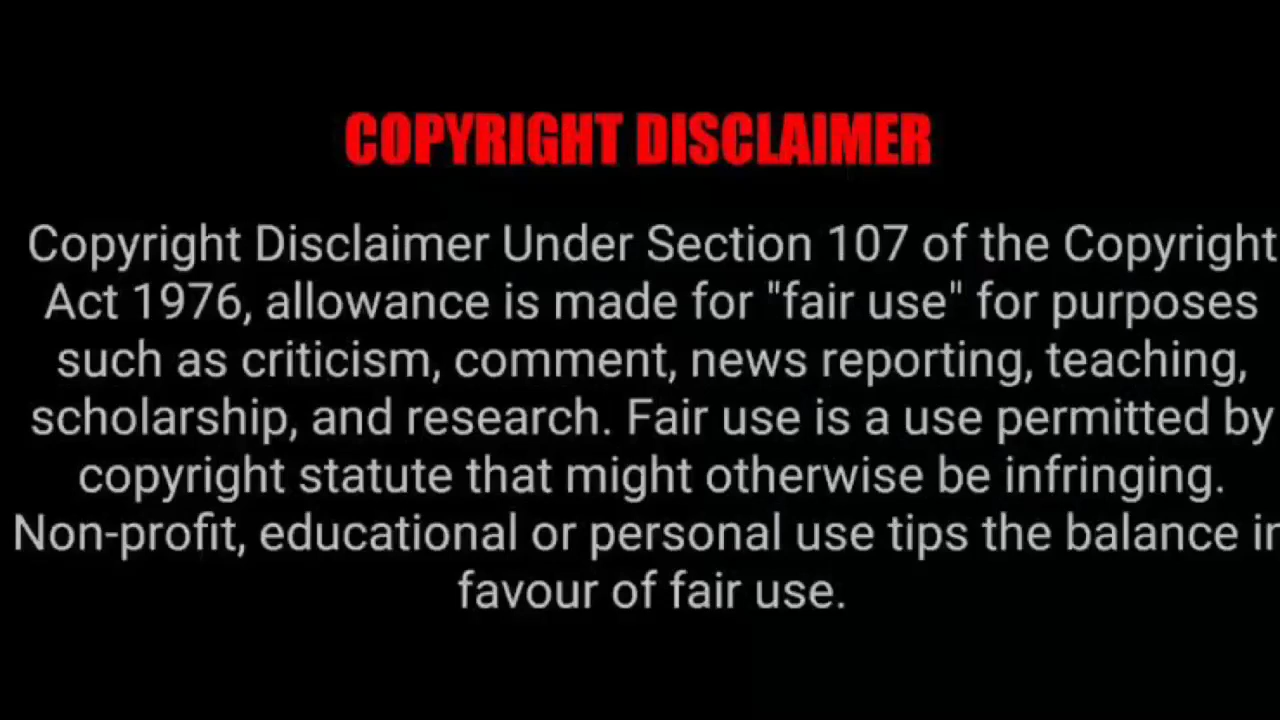 COPYRIGHT DISCLAIMER
Copyright Disclaimer Under Section 107 of the Copyright
Act 1976, allowance is made for "fair use" for purposes
such as criticism, comment, news reporting, teaching,
scholarship, and research. Fair use is a use permitted by
copyright statute that might otherwise be infringing.
Non-profit, educational or personal use tips the balance in
favour of fair use.